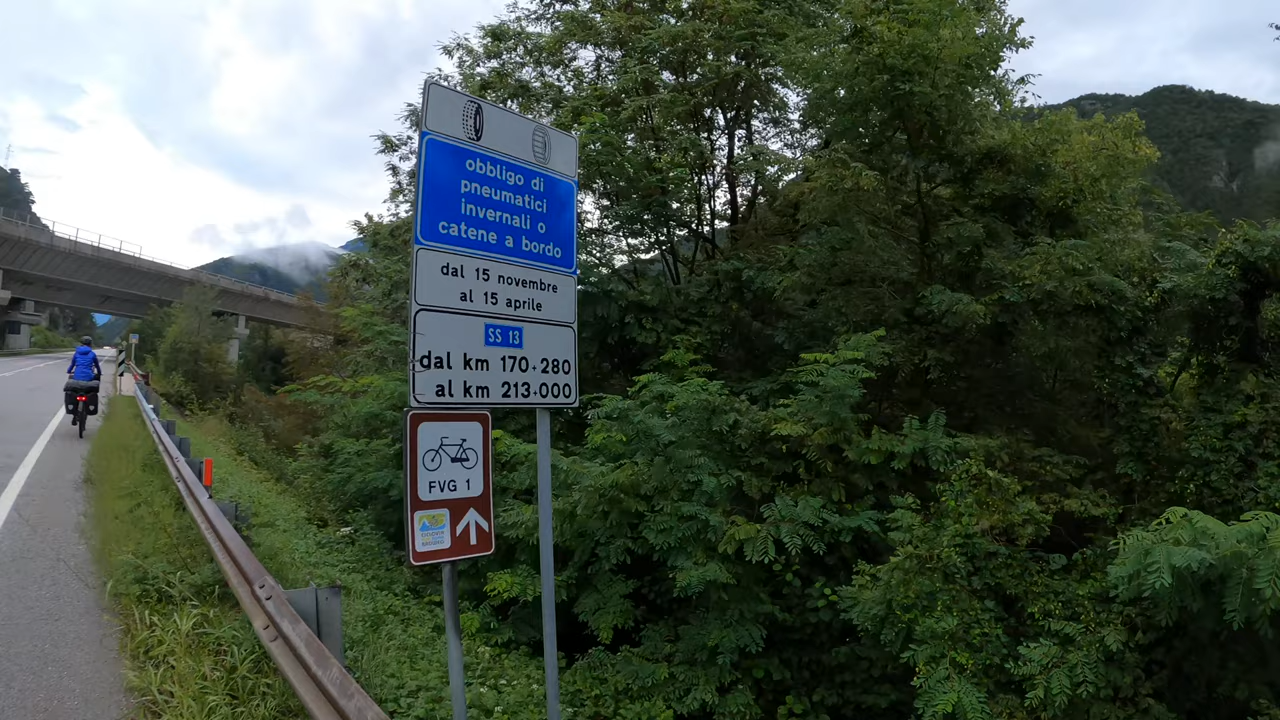 obbligo di
pneumatici
invernali o
catene a bordo
dal 15 novembre
al 15 aprile
SS 13
dal km 170+280
al km 213+000
FVG 1